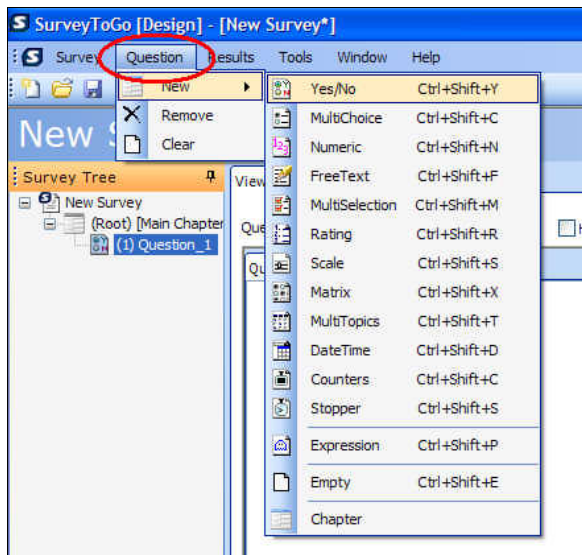 SurveyToGo [Design] - [New Survey*]
Survey Question Results Tools Window Help
New
Remove
Clear
New S
Survey Tree
New Survey
(Root) [Main Chapter
(1) Question_1
View
Que
Qu
Yes/No Ctrl+Shift+Y
MultiChoice Ctrl+Shift+C
Numeric Ctrl+Shift+N
FreeText Ctrl+Shift+F
MultiSelection Ctrl+Shift+M
Rating Ctrl+Shift+R
Scale Ctrl+Shift+S
Matrix Ctrl+Shift+X
MultiTopics Ctrl+Shift+T
DateTime Ctrl+Shift+D
Counters Ctrl+Shift+C
Stopper Ctrl+Shift+S
Expression Ctrl+Shift+P
Empty Ctrl+Shift+E
Chapter